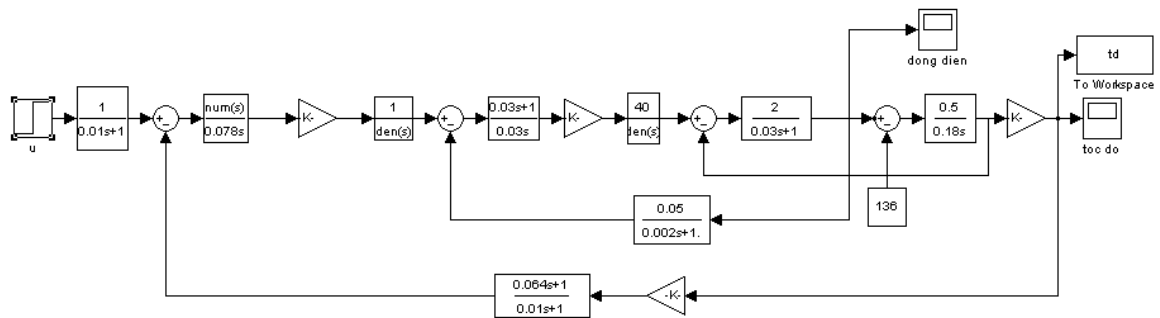 dong dien
td
To Workspace
1
0.01s+1
u
num(s)
0.078s
K-
1
den(s)
0.03s+1
0.03s
K-
40
den(s)
2
0.03s+1
0.5
0.18s
K-
toc do
136
0.05
0.002s+1.
0.064s+1
0.01s+1
-K-